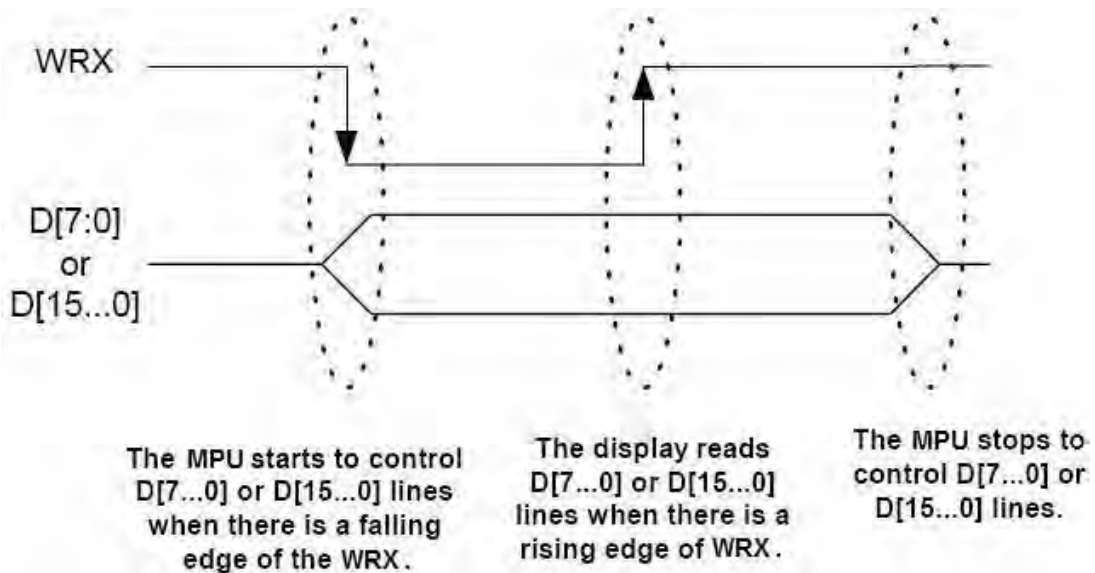 WRX
D[7:0]
or
D[15...0]
The MPU starts to control
D[7...0] or D[15...0] lines
when there is a falling
edge of the WRX.
The display reads
D[7...0] or D[15...0]
lines when there is a
rising edge of WRX.
The MPU stops to
control D[7...0] or
D[15...0] lines.